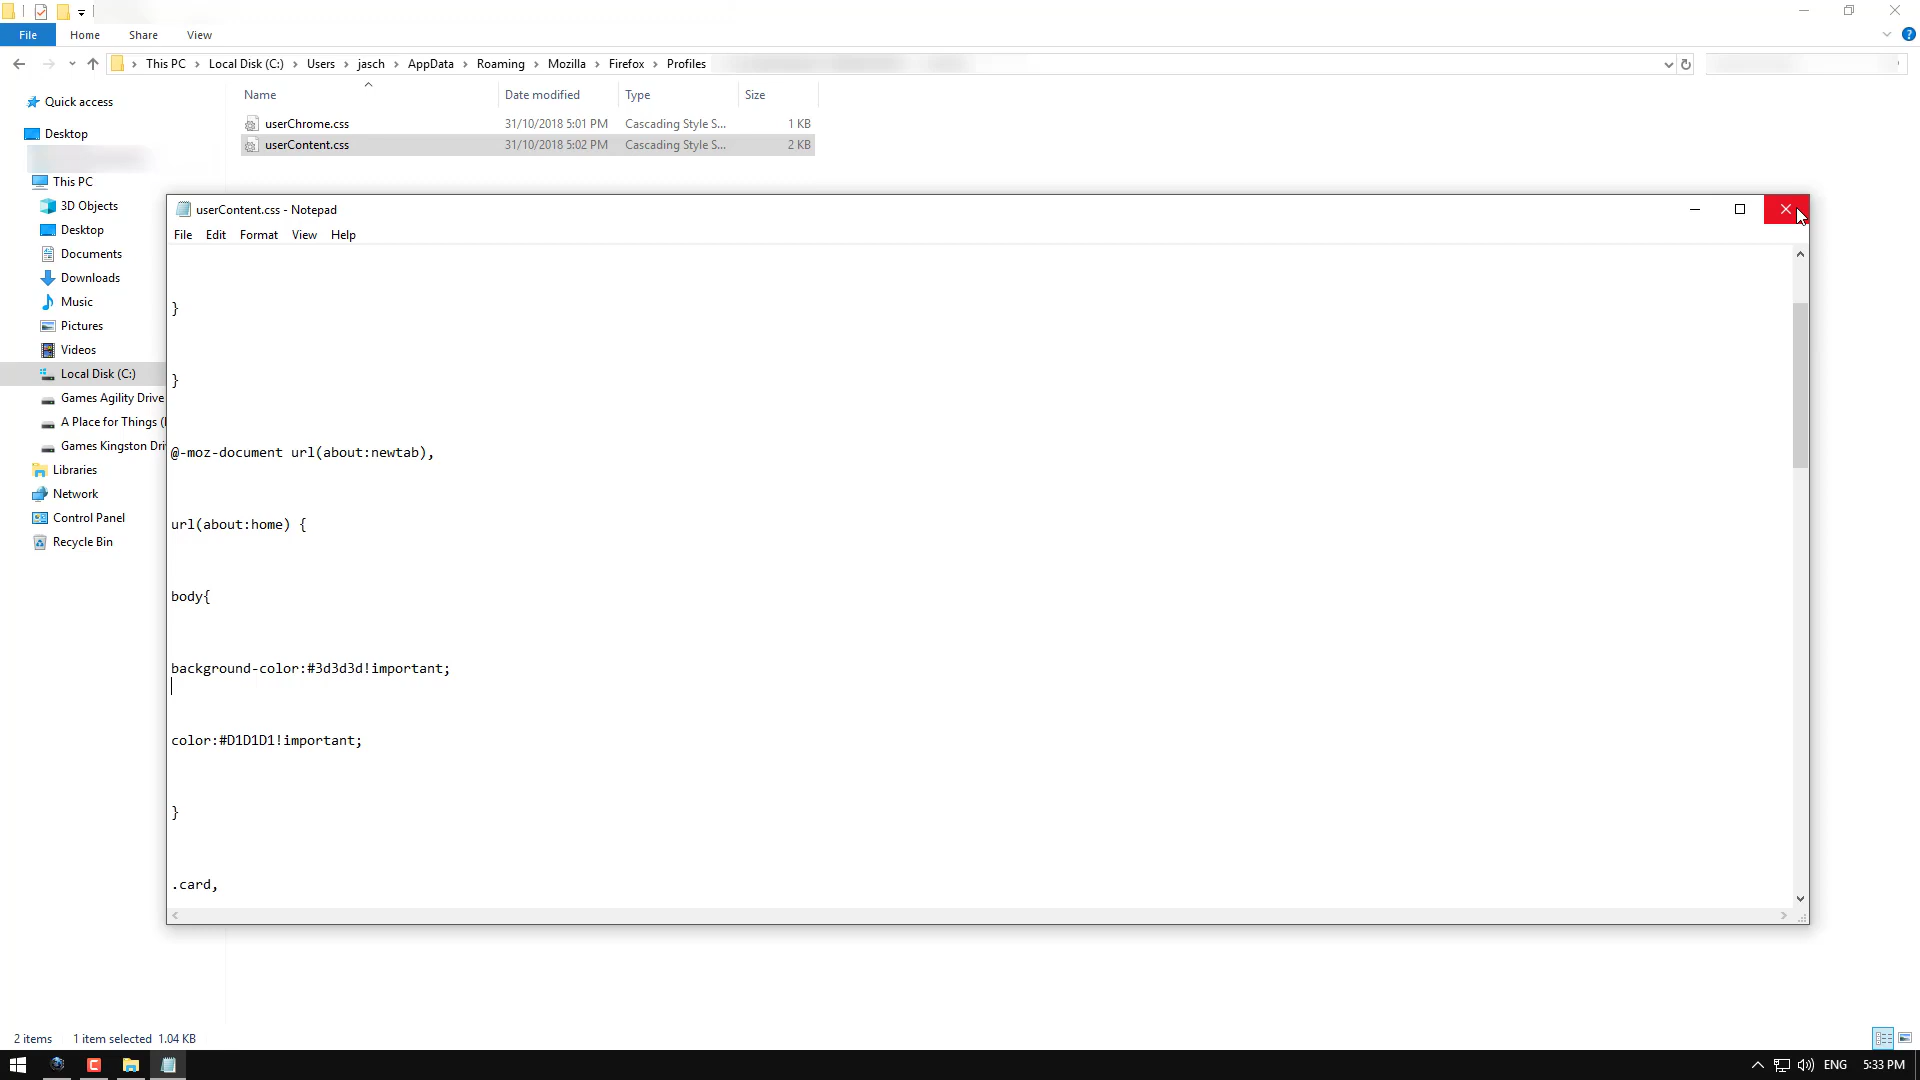 File
Home
Share
View
This PC
Local Disk (C:)
Users
jasch
AppData
Roaming
Mozilla
Firefox
Profiles
Name
Date modified
Type
Size
userChrome.css
31/10/2018 5:01 PM
Cascading Style S...
1 KB
userContent.css
31/10/2018 5:02 PM
Cascading Style S...
2 KB
Quick access
Desktop
This PC
3D Objects
Desktop
Documents
Downloads
Music
Pictures
Videos
Local Disk (C:)
Games Agility Drive
A Place for Things (
Games Kingston Dri
Libraries
Network
Control Panel
Recycle Bin
userContent.css - Notepad
File
Edit
Format
View
Help
}
}
@-moz-document url(about:newtab),
url(about:home) {
body{
background-color:#3d3d3d!important;
color:#D1D1D1!important;
}
.card,
2 items
1 item selected 1.04 KB
ENG
5:33 PM